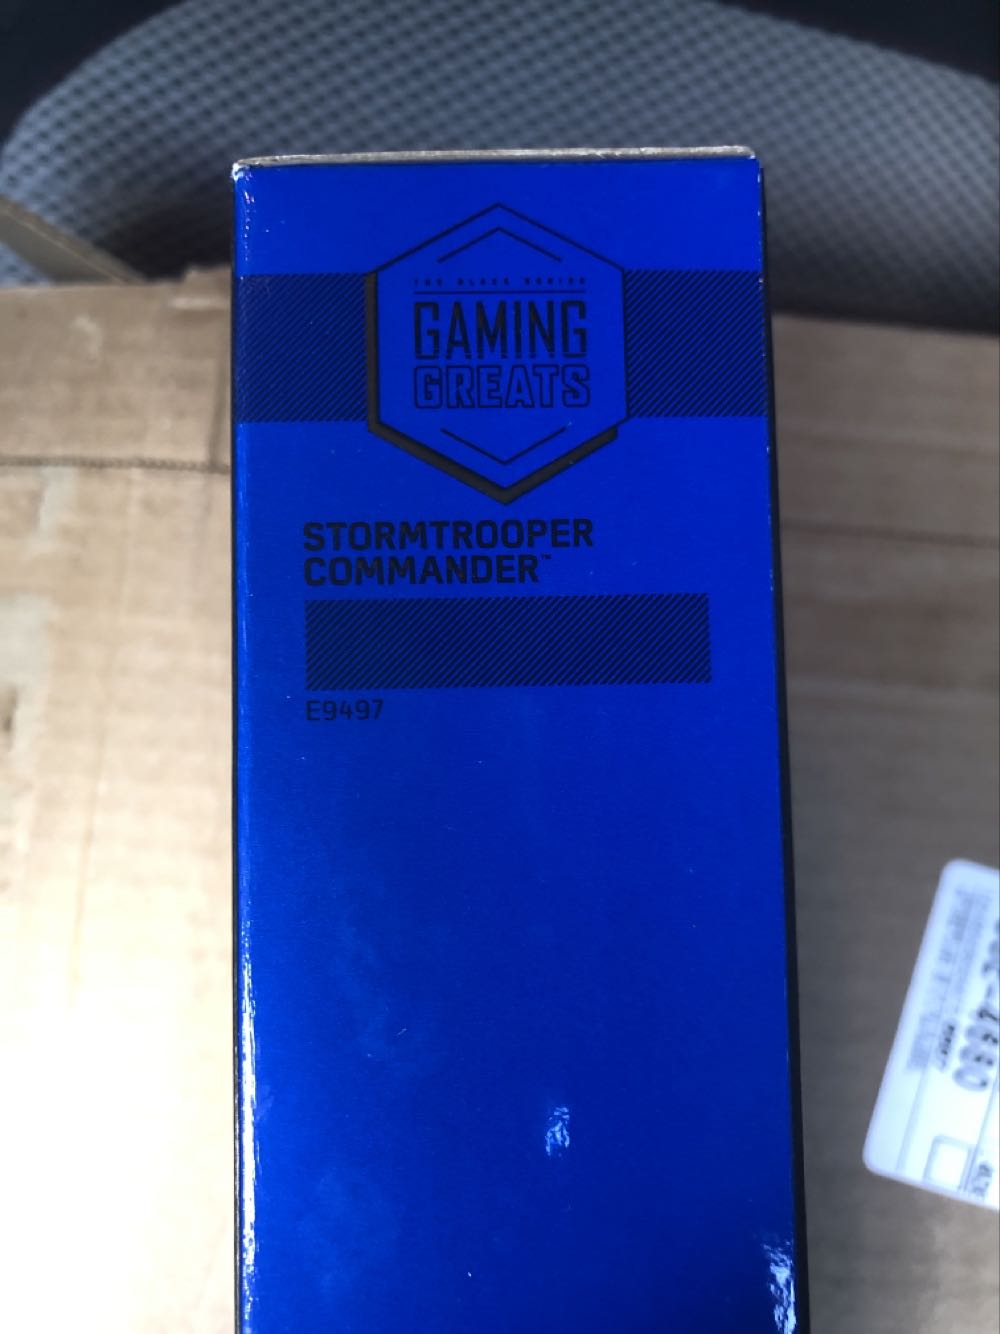 THE BLACK SERIES
GAMING
GREATS
STORMTROOPER
COMMANDER™
E9497